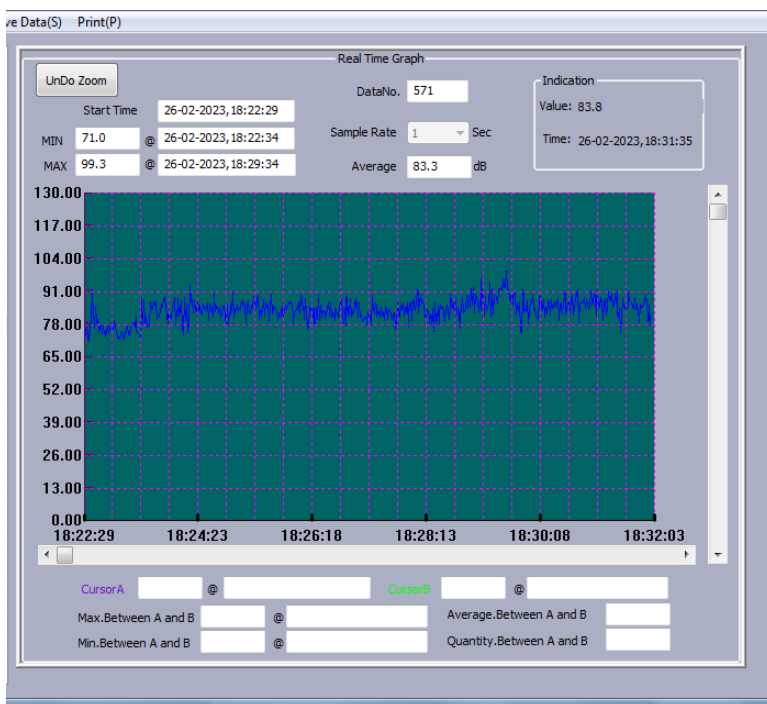 ve Data(S) Print(P)
Real Time Graph
UnDo Zoom
DataNo. 571
Indication
Value: 83.8
Time: 26-02-2023,18:31:35
Start Time 26-02-2023,18:22:29
MIN 71.0 @ 26-02-2023,18:22:34
Sample Rate 1 Sec
MAX 99.3 @ 26-02-2023,18:29:34
Average 83.3 dB
130.00
117.00
104.00
91.00
78.00
65.00
52.00
39.00
26.00
13.00
0.00
18:22:29 18:24:23 18:26:18 18:28:13 18:30:08 18:32:03
CursorA @ CursorB @
Max.Between A and B @ Average.Between A and B
Min.Between A and B @ Quantity.Between A and B